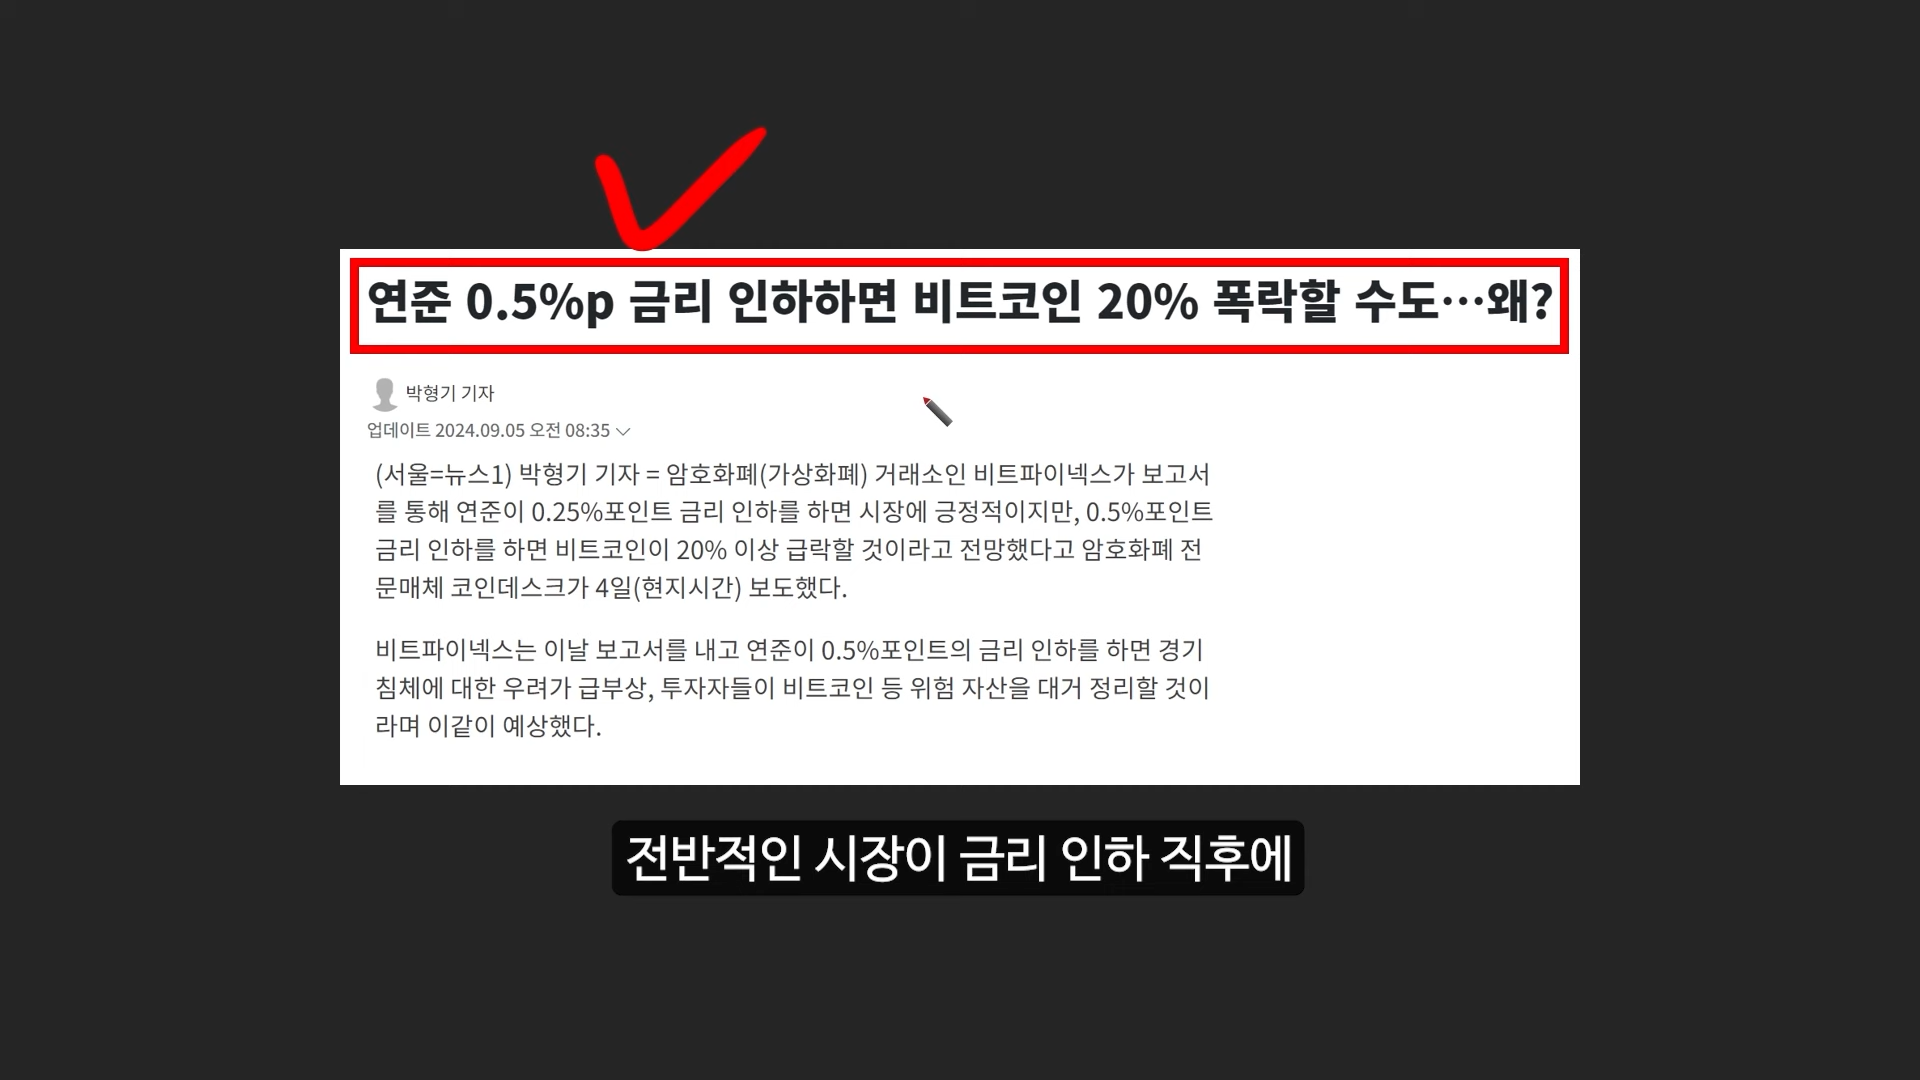 연준 0.5%p 금리 인하하면 비트코인 20% 폭락할 수도…왜?
박형기 기자
업데이트 2024.09.05 오전 08:35
(서울=뉴스1) 박형기 기자 = 암호화폐(가상화폐) 거래소인 비트파이넥스가 보고서
를 통해 연준이 0.25%포인트 금리 인하를 하면 시장에 긍정적이지만, 0.5%포인트
금리 인하를 하면 비트코인이 20% 이상 급락할 것이라고 전망했다고 암호화폐 전
문매체 코인데스크가 4일(현지시간) 보도했다.
비트파이넥스는 이날 보고서를 내고 연준이 0.5%포인트의 금리 인하를 하면 경기
침체에 대한 우려가 급부상, 투자자들이 비트코인 등 위험 자산을 대거 정리할 것이
라며 이같이 예상했다.
전반적인 시장이 금리 인하 직후에